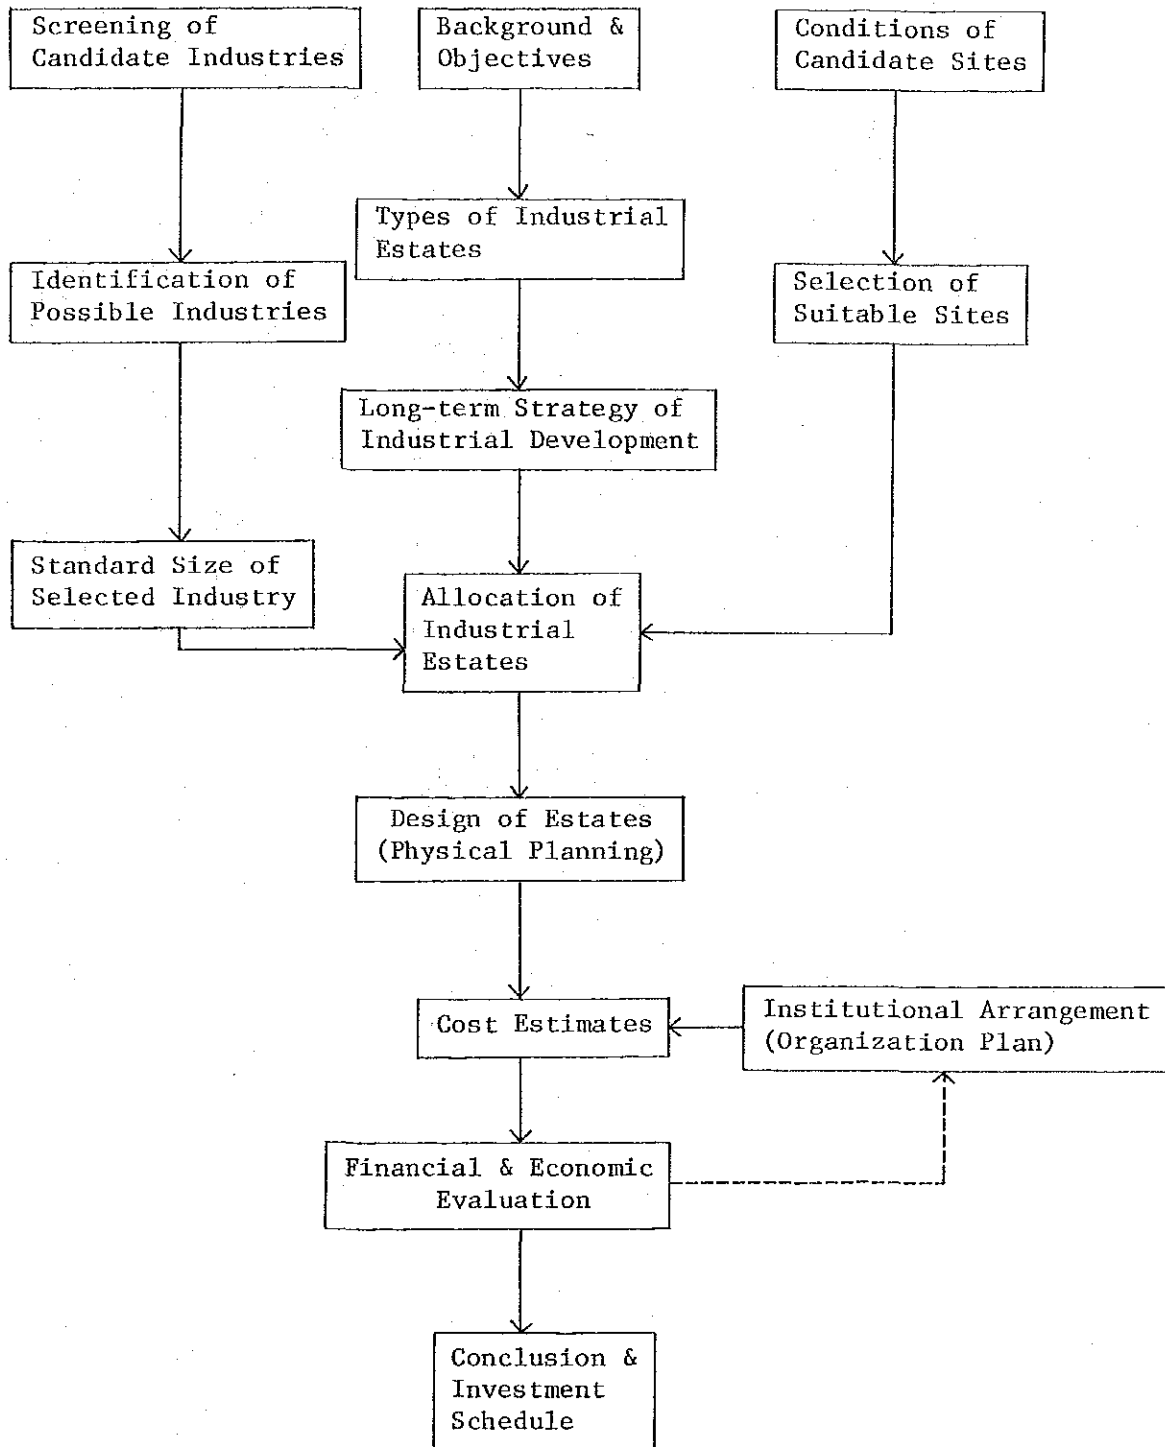 Screening of
Candidate Industries
Background &
Objectives
Conditions of
Candidate Sites
Types of Industrial
Estates
Identification of
Possible Industries
Selection of
Suitable Sites
Long-term Strategy of
Industrial Development
Standard Size of
Selected Industry
Allocation of
Industrial
Estates
Design of Estates
(Physical Planning)
Cost Estimates
Institutional Arrangement
(Organization Plan)
Financial & Economic
Evaluation
Conclusion &
Investment
Schedule